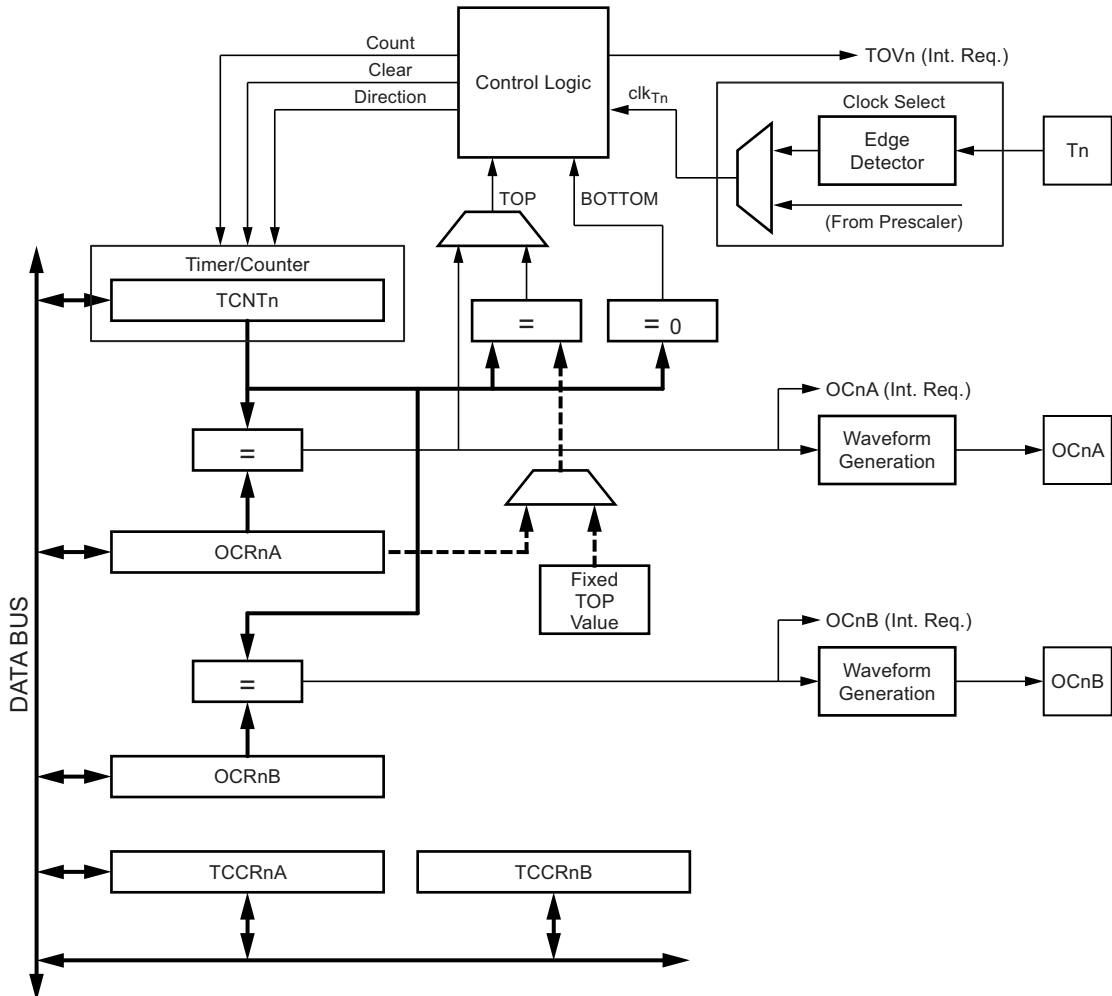 Count
Clear
Direction
Control Logic
TOVn (Int. Req.)
clkTn
Clock Select
Edge
Detector
Tn
(From Prescaler)
TOP
BOTTOM
Timer/Counter
TCNTn
=
= 0
OCnA (Int. Req.)
=
Waveform
Generation
OCnA
OCRnA
Fixed
TOP
Value
DATA BUS
OCnB (Int. Req.)
=
Waveform
Generation
OCnB
OCRnB
TCCRnA
TCCRnB